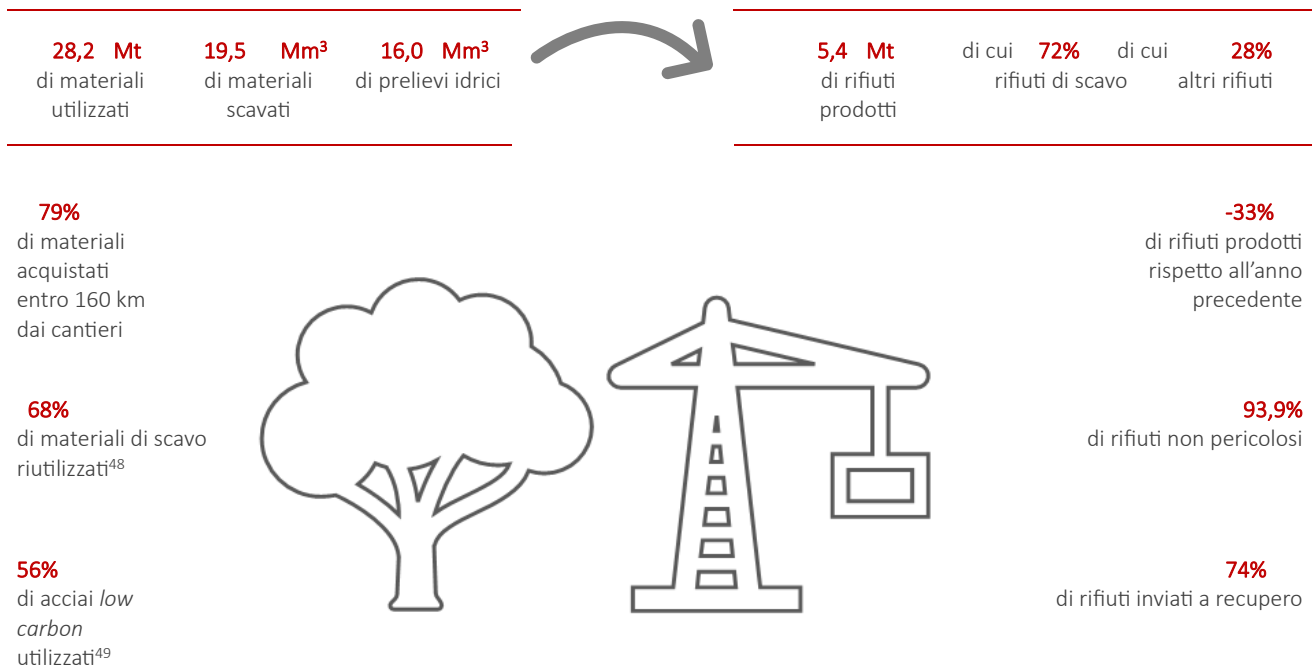 28,2 Mt
di materiali
utilizzati
19,5 Mm³
di materiali
scavati
16,0 Mm³
di prelievi idrici
5,4 Mt
di rifiuti
prodotti
di cui 72%
rifiuti di scavo
di cui 28%
altri rifiuti
79%
di materiali
acquistati
entro 160 km
dai cantieri
68%
di materiali di scavo
riutilizzati⁴⁸
56%
di acciai low
carbon
utilizzati⁴⁹
-33%
di rifiuti prodotti
rispetto all’anno
precedente
93,9%
di rifiuti non pericolosi
74%
di rifiuti inviati a recupero